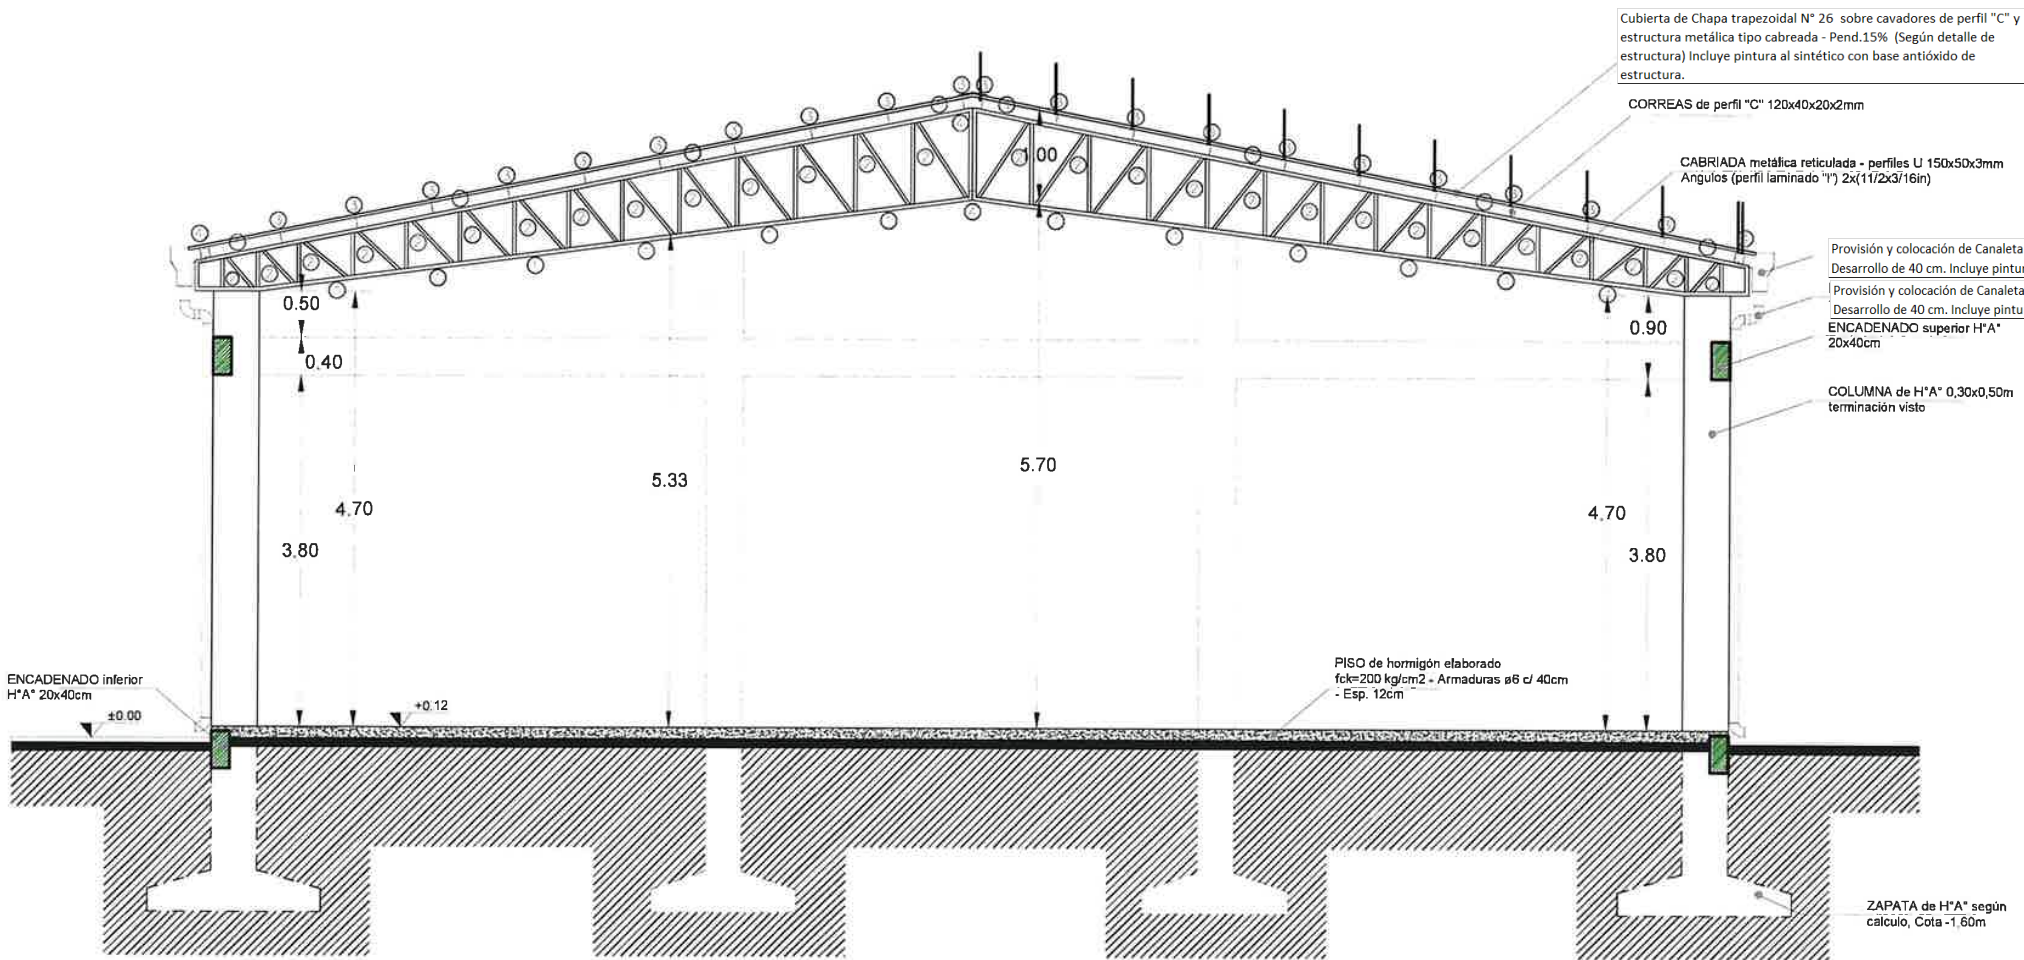 Cubierta de Chapa trapezoidal N° 26 sobre cavadores de perfil "C" y
estructura metálica tipo cabreada - Pend.15% (Según detalle de
estructura) Incluye pintura al sintético con base antióxido de
estructura.
CORREAS de perfil "C" 120x40x20x2mm
CABRIADA metálica reticulada - perfiles U 150x50x3mm
Angulos (perfil laminado "I") 2x(11/2x3/16in)
Provisión y colocación de Canaleta
Desarrollo de 40 cm. Incluye pintur
Provisión y colocación de Canaleta
Desarrollo de 40 cm. Incluye pintu
ENCADENADO superior H°A°
20x40cm
COLUMNA de H°A° 0,30x0,50m
terminación visto
1.00
0.50
0.40
0.90
5.33
5.70
4.70
3.80
4.70
3.80
PISO de hormigón elaborado
fck=200 kg/cm2 - Armaduras ø6 c/ 40cm
- Esp. 12cm
ENCADENADO inferior
H°A° 20x40cm
±0.00
+0.12
ZAPATA de H°A° según
calculo, Cota -1,60m